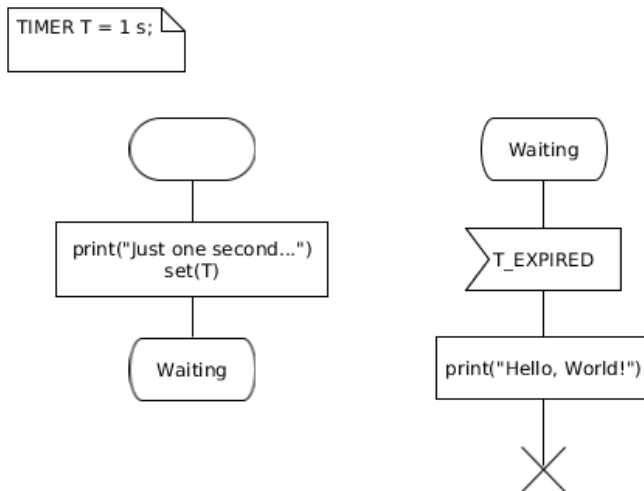 TIMER T = 1 s;
print("Just one second...")
set(T)
Waiting
Waiting
T_EXPIRED
print("Hello, World!")